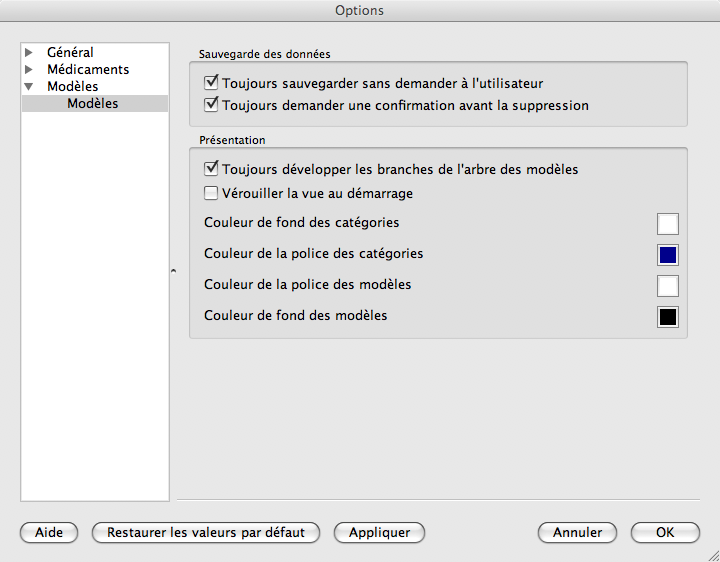 Options
Général
Médicaments
Modèles
Modèles
Sauvegarde des données
Toujours sauvegarder sans demander à l'utilisateur
Toujours demander une confirmation avant la suppression
Présentation
Toujours développer les branches de l'arbre des modèles
Vérouiller la vue au démarrage
Couleur de fond des catégories
Couleur de la police des catégories
Couleur de la police des modèles
Couleur de fond des modèles
Aide
Restaurer les valeurs par défaut
Appliquer
Annuler
OK